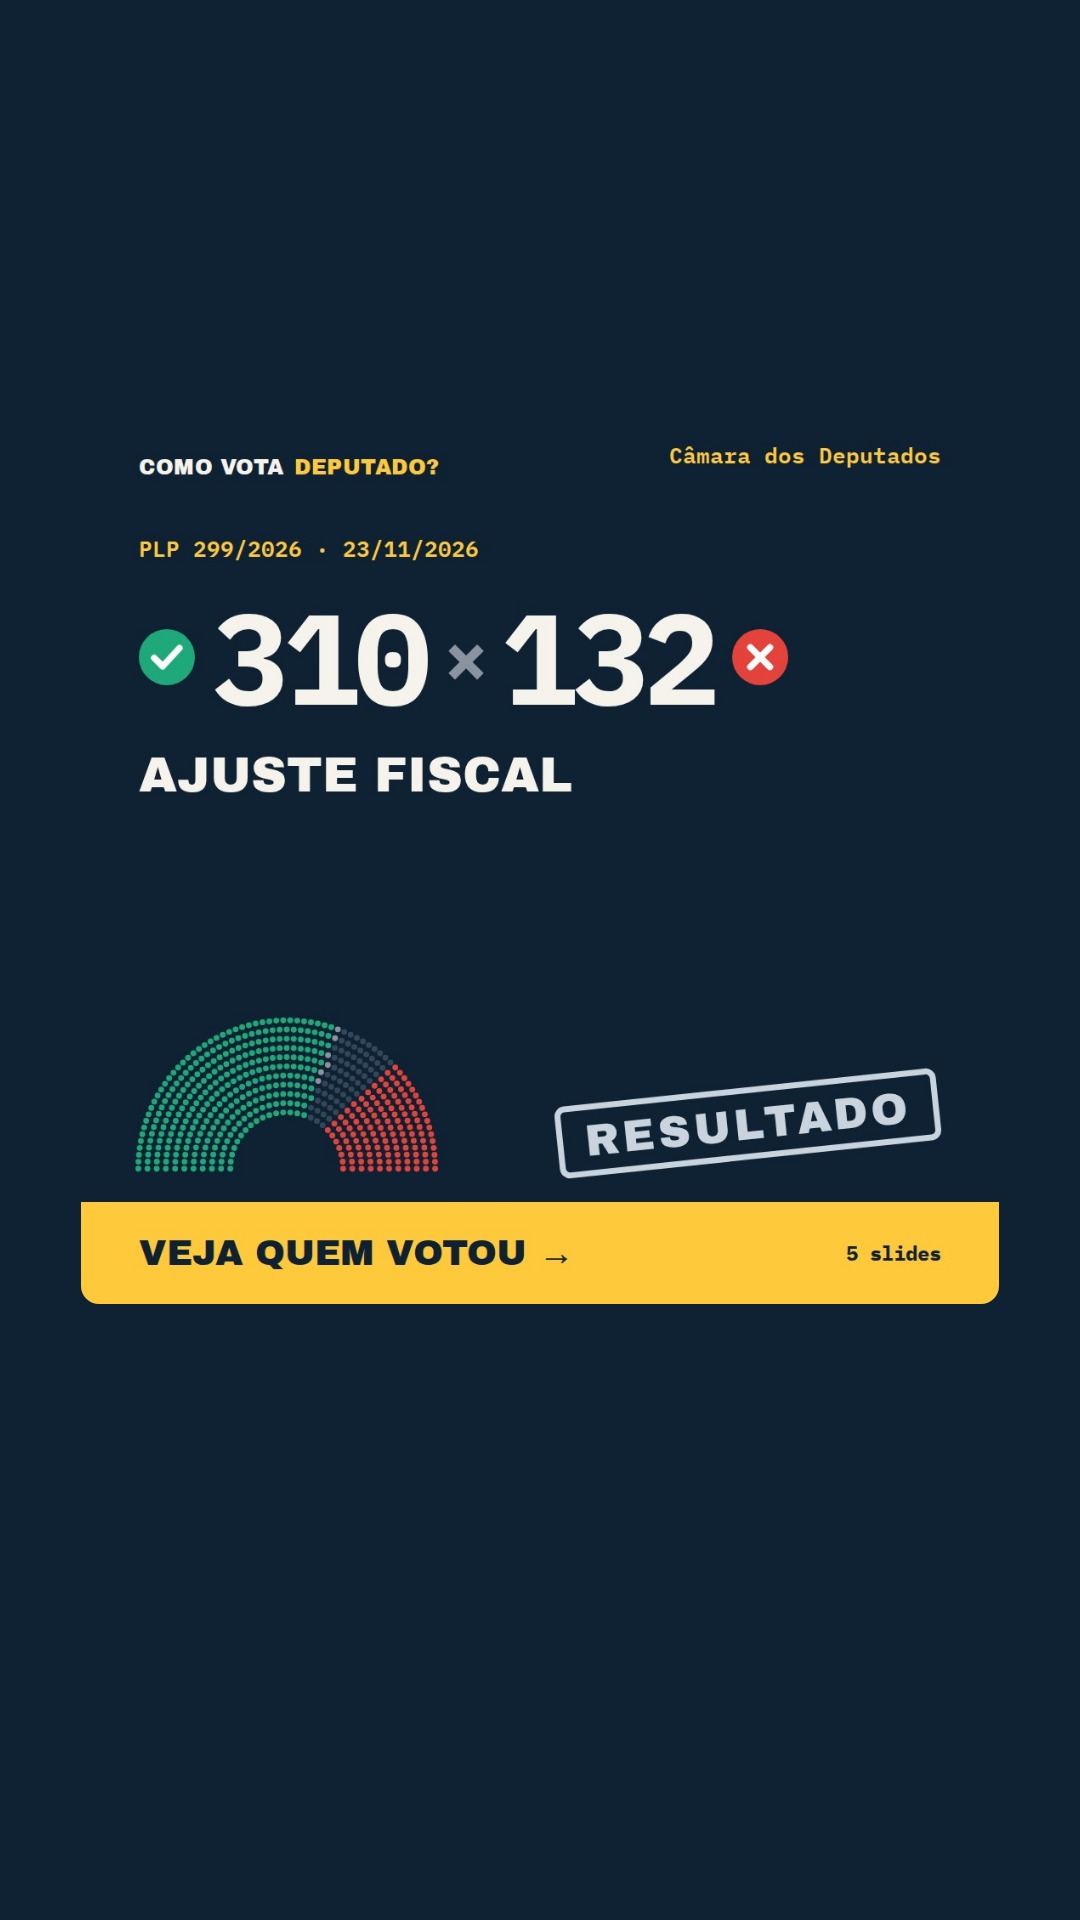 COMO VOTA DEPUTADO?
Câmara dos Deputados
PLP 299/2026 · 23/11/2026
310 × 132
AJUSTE FISCAL
RESULTADO
VEJA QUEM VOTOU →
5 slides